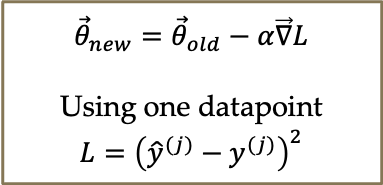 θ⃗_new = θ⃗_old − α∇⃗L
Using one datapoint
L = (ŷ^(j) − y^(j))^2